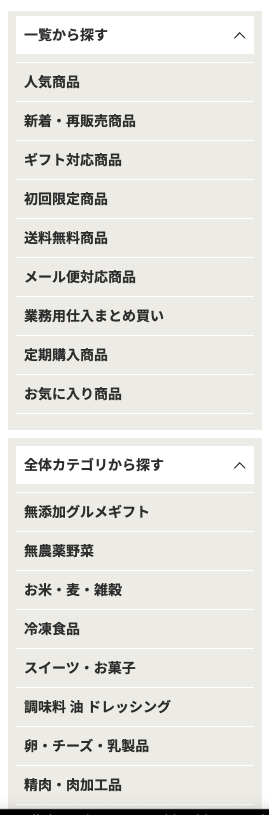 一覧から探す
人気商品
新着・再販売商品
ギフト対応商品
初回限定商品
送料無料商品
メール便対応商品
業務用仕入まとめ買い
定期購入商品
お気に入り商品
全体カテゴリから探す
無添加グルメギフト
無農薬野菜
お米・麦・雑穀
冷凍食品
スイーツ・お菓子
調味料 油 ドレッシング
卵・チーズ・乳製品
精肉・肉加工品